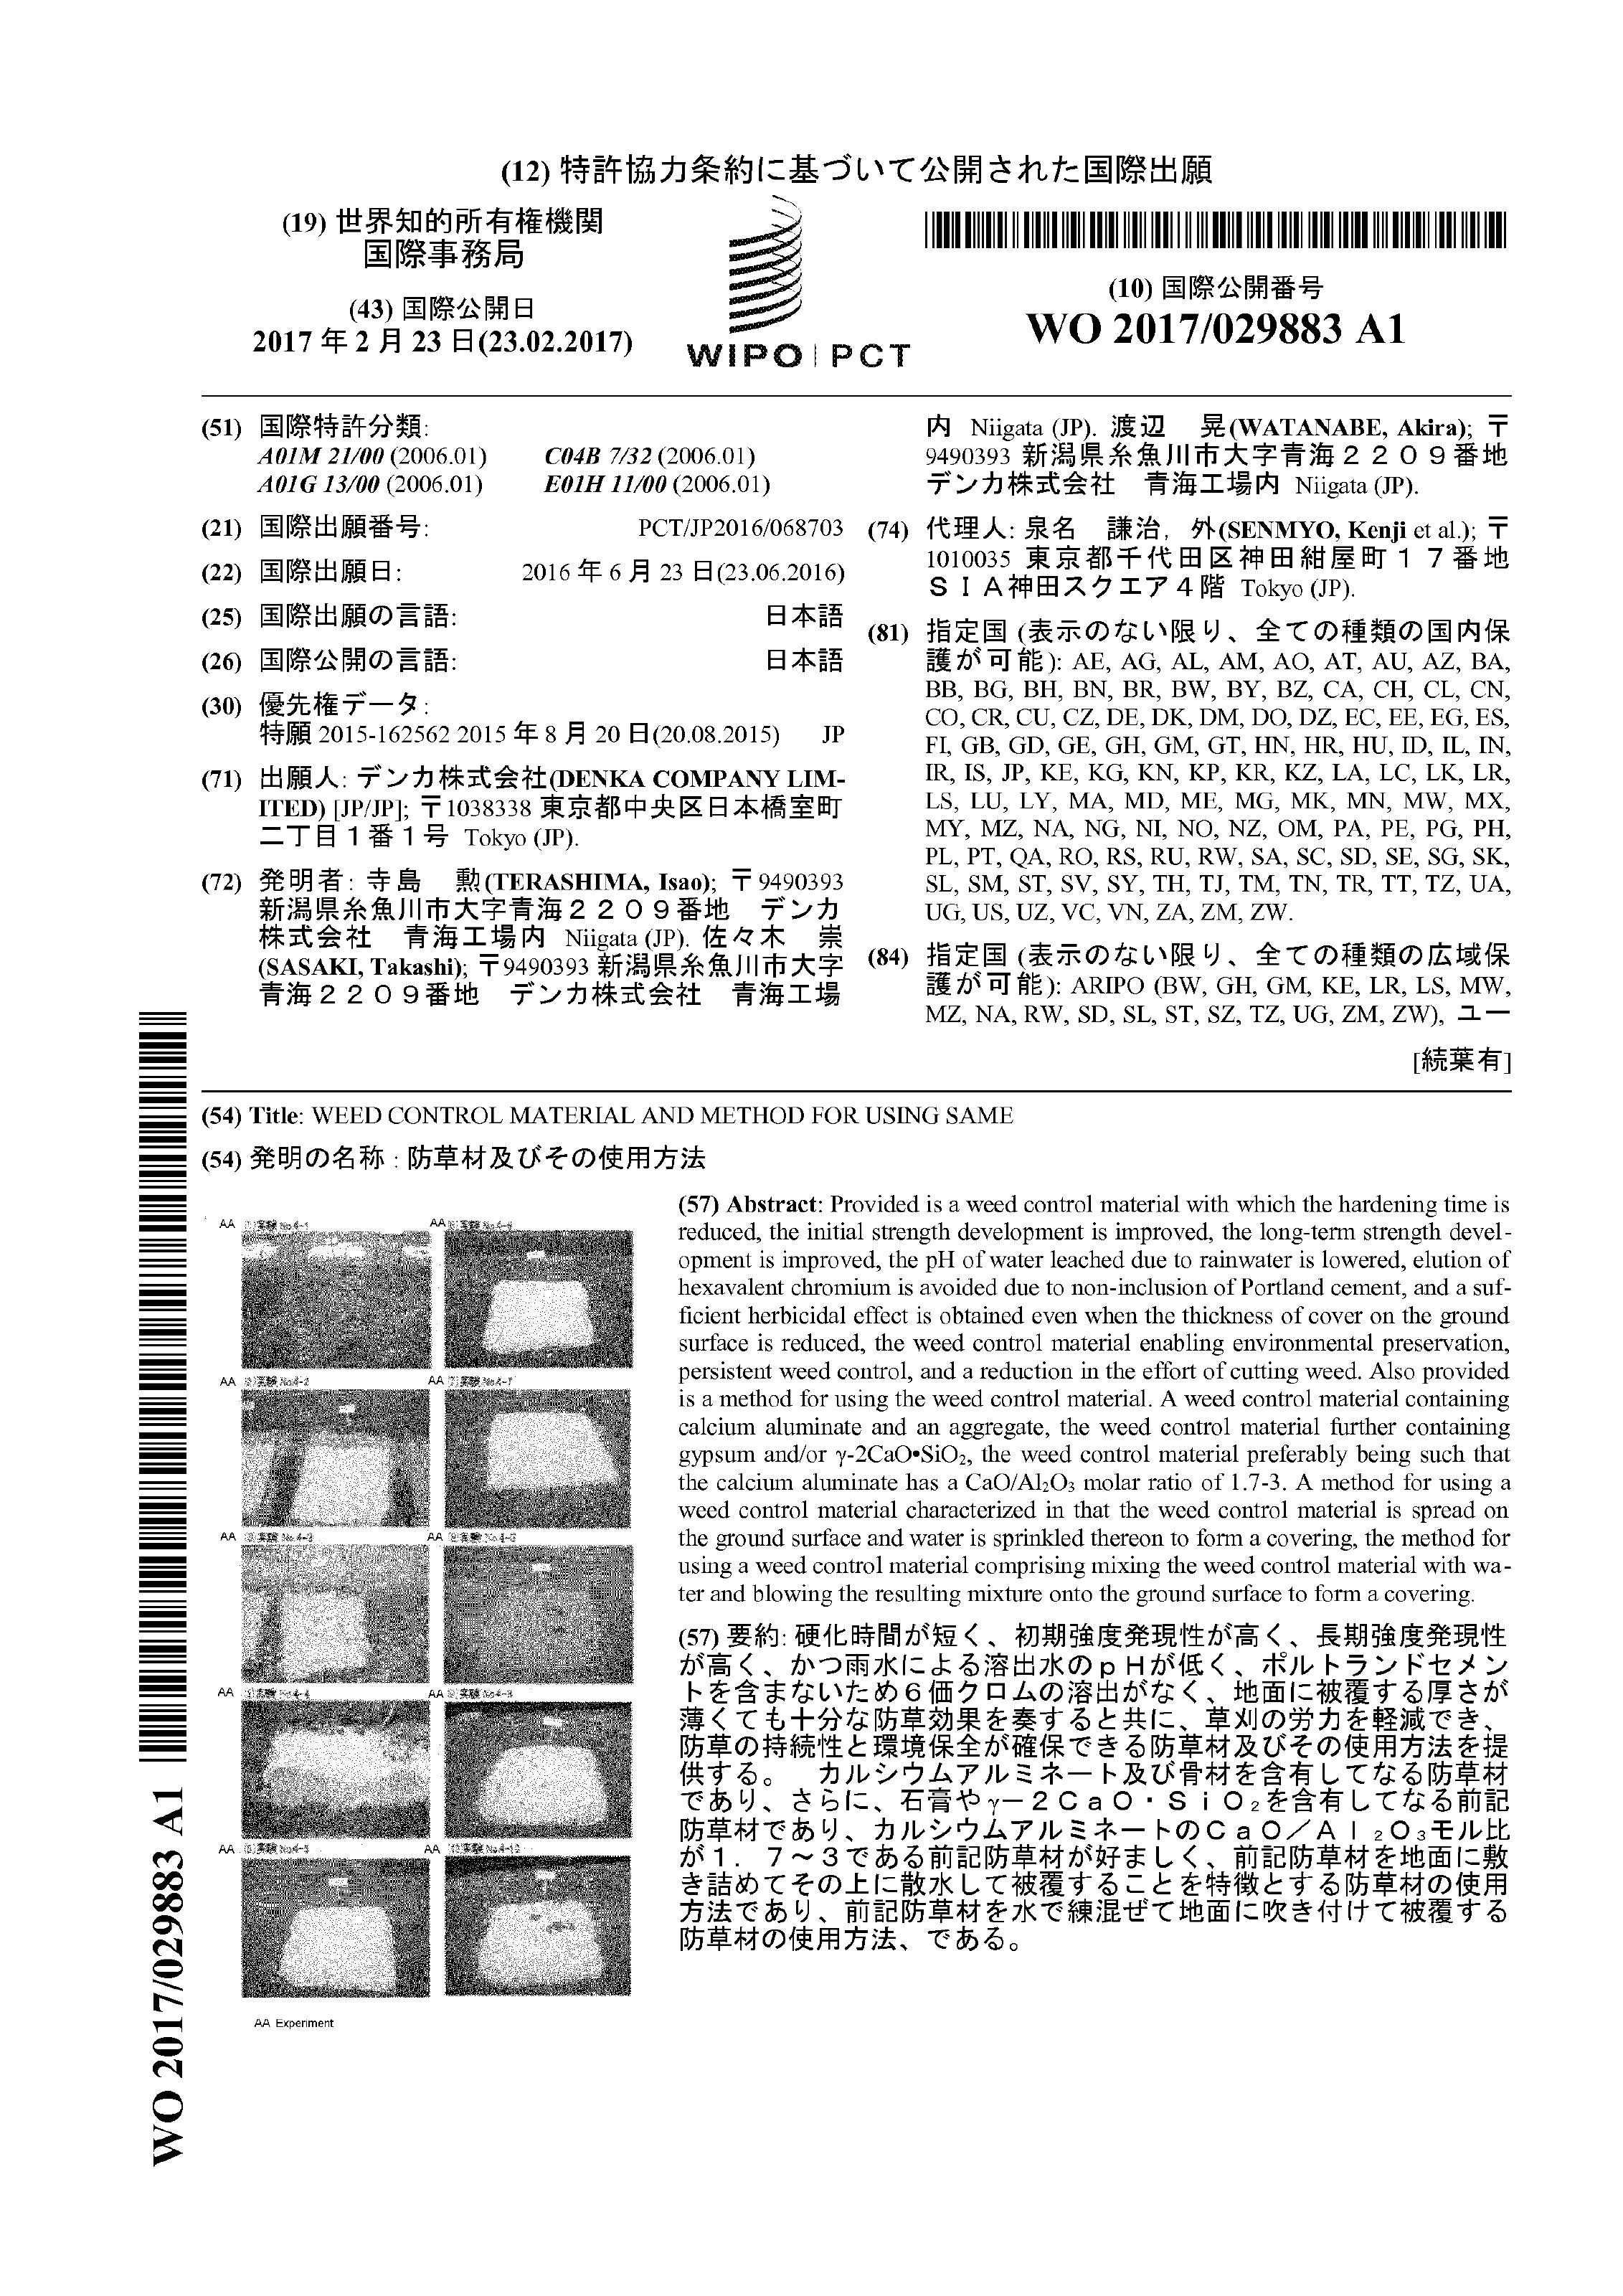 (12) 特許協力条約に基づいて公開された国際出願
(19) 世界知的所有権機関
国際事務局
(43) 国際公開日
2017 年 2 月 23 日(23.02.2017)
WIPO | PCT
(10) 国際公開番号
WO 2017/029883 A1
(51) 国際特許分類:
A01M 21/00 (2006.01) C04B 7/32 (2006.01)
A01G 13/00 (2006.01) E01H 11/00 (2006.01)
(21) 国際出願番号: PCT/JP2016/068703
(22) 国際出願日: 2016 年 6 月 23 日(23.06.2016)
(25) 国際出願の言語: 日本語
(26) 国際公開の言語: 日本語
(30) 優先権データ:
特願 2015-162562 2015 年 8 月 20 日(20.08.2015) JP
(71) 出願人: デンカ株式会社(DENKA COMPANY LIM-
ITED) [JP/JP]; 〒1038338 東京都中央区日本橋室町
二丁目1番1号 Tokyo (JP).
(72) 発明者: 寺島 勲(TERASHIMA, Isao); 〒9490393
新潟県糸魚川市大字青海2209番地 デンカ
株式会社 青海工場内 Niigata (JP). 佐々木 崇
(SASAKI, Takashi); 〒9490393 新潟県糸魚川市大字
青海2209番地 デンカ株式会社 青海工場
内 Niigata (JP). 渡辺 晃(WATANABE, Akira); 〒
9490393 新潟県糸魚川市大字青海2209番地
デンカ株式会社 青海工場内 Niigata (JP).
(74) 代理人: 泉名 謙治, 外(SENMYO, Kenji et al.); 〒
1010035 東京都千代田区神田紺屋町17番地
SIA神田スクエア4階 Tokyo (JP).
(81) 指定国 (表示のない限り、全ての種類の国内保
護が可能): AE, AG, AL, AM, AO, AT, AU, AZ, BA,
BB, BG, BH, BN, BR, BW, BY, BZ, CA, CH, CL, CN,
CO, CR, CU, CZ, DE, DK, DM, DO, DZ, EC, EE, EG, ES,
FI, GB, GD, GE, GH, GM, GT, HN, HR, HU, ID, IL, IN,
IR, IS, JP, KE, KG, KN, KP, KR, KZ, LA, LC, LK, LR,
LS, LU, LY, MA, MD, ME, MG, MK, MN, MW, MX,
MY, MZ, NA, NG, NI, NO, NZ, OM, PA, PE, PG, PH,
PL, PT, QA, RO, RS, RU, RW, SA, SC, SD, SE, SG, SK,
SL, SM, ST, SV, SY, TH, TJ, TM, TN, TR, TT, TZ, UA,
UG, US, UZ, VC, VN, ZA, ZM, ZW.
(84) 指定国 (表示のない限り、全ての種類の広域保
護が可能): ARIPO (BW, GH, GM, KE, LR, LS, MW,
MZ, NA, RW, SD, SL, ST, SZ, TZ, UG, ZM, ZW), ユー
[続葉有]
(54) Title: WEED CONTROL MATERIAL AND METHOD FOR USING SAME
(54) 発明の名称 : 防草材及びその使用方法
AA (1)実験 No.4-1
AA 実験 No.4-6
AA (2)実験 No.4-2
AA (7)実験 No.4-7
AA 実験 No.4-3
AA 実験
AA 実験
AA 実験
AA (5)実験 No.4-5
AA 実験 No.4-10
AA Experiment
(57) Abstract: Provided is a weed control material with which the hardening time is
reduced, the initial strength development is improved, the long-term strength devel-
opment is improved, the pH of water leached due to rainwater is lowered, elution of
hexavalent chromium is avoided due to non-inclusion of Portland cement, and a suf-
ficient herbicidal effect is obtained even when the thickness of cover on the ground
surface is reduced, the weed control material enabling environmental preservation,
persistent weed control, and a reduction in the effort of cutting weed. Also provided
is a method for using the weed control material. A weed control material containing
calcium aluminate and an aggregate, the weed control material further containing
gypsum and/or γ-2CaO•SiO₂, the weed control material preferably being such that
the calcium aluminate has a CaO/Al₂O₃ molar ratio of 1.7-3. A method for using a
weed control material characterized in that the weed control material is spread on
the ground surface and water is sprinkled thereon to form a covering, the method for
using a weed control material comprising mixing the weed control material with wa-
ter and blowing the resulting mixture onto the ground surface to form a covering.
(57) 要約: 硬化時間が短く、初期強度発現性が高く、長期強度発現性
が高く、かつ雨水による溶出水のpHが低く、ポルトランドセメン
トを含まないため6価クロムの溶出がなく、地面に被覆する厚さが
薄くても十分な防草効果を奏すると共に、草刈の労力を軽減でき、
防草の持続性と環境保全が確保できる防草材及びその使用方法を提
供する。 カルシウムアルミネート及び骨材を含有してなる防草材
であり、さらに、石膏やγ-2CaO・SiO₂を含有してなる前記
防草材であり、カルシウムアルミネートのCaO/Al₂O₃モル比
が1.7~3である前記防草材が好ましく、前記防草材を地面に敷
き詰めてその上に散水して被覆することを特徴とする防草材の使用
方法であり、前記防草材を水で練混ぜて地面に吹き付けて被覆する
防草材の使用方法、である。
WO 2017/029883 A1